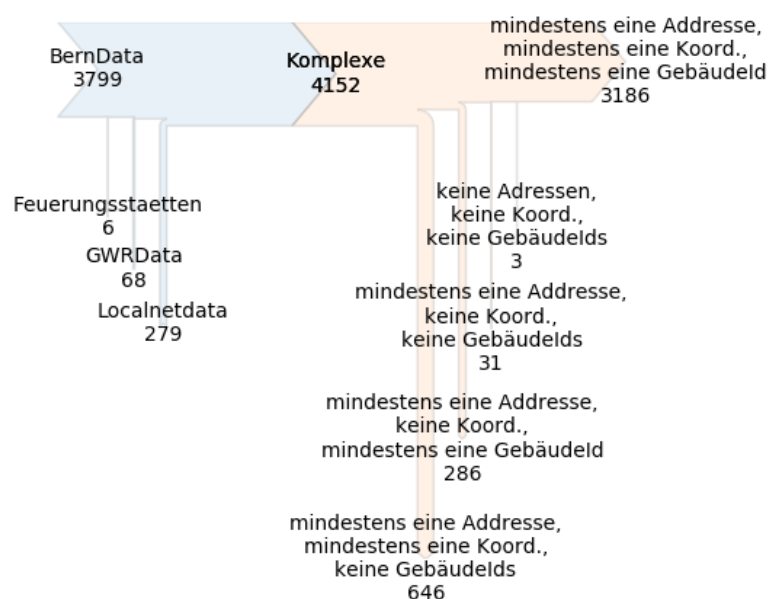 BernData
3799
Komplexe
4152
mindestens eine Addresse,
mindestens eine Koord.,
mindestens eine GebäudeId
3186
Feuerungsstaetten
6
GWRData
68
Localnetdata
279
keine Adressen,
keine Koord.,
keine GebäudeIds
3
mindestens eine Addresse,
keine Koord.,
keine GebäudeIds
31
mindestens eine Addresse,
keine Koord.,
mindestens eine GebäudeId
286
mindestens eine Addresse,
mindestens eine Koord.,
keine GebäudeIds
646